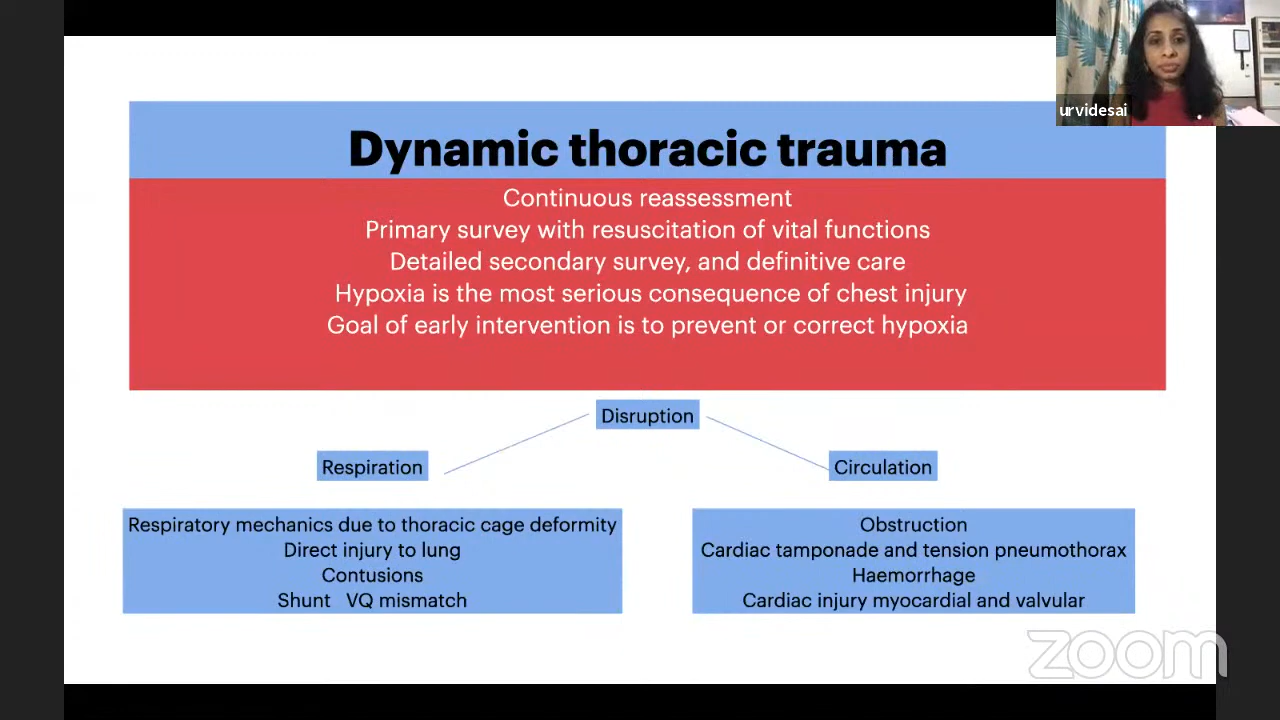 urvidesai
Dynamic thoracic trauma
Continuous reassessment
Primary survey with resuscitation of vital functions
Detailed secondary survey, and definitive care
Hypoxia is the most serious consequence of chest injury
Goal of early intervention is to prevent or correct hypoxia
Disruption
Respiration
Circulation
Respiratory mechanics due to thoracic cage deformity
Direct injury to lung
Contusions
Shunt VQ mismatch
Obstruction
Cardiac tamponade and tension pneumothorax
Haemorrhage
Cardiac injury myocardial and valvular
zoom